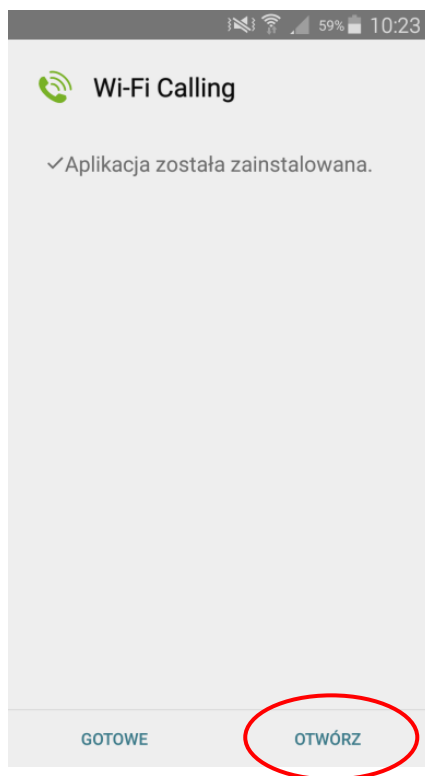 59% 10:23
Wi-Fi Calling
✓Aplikacja została zainstalowana.
GOTOWE OTWÓRZ